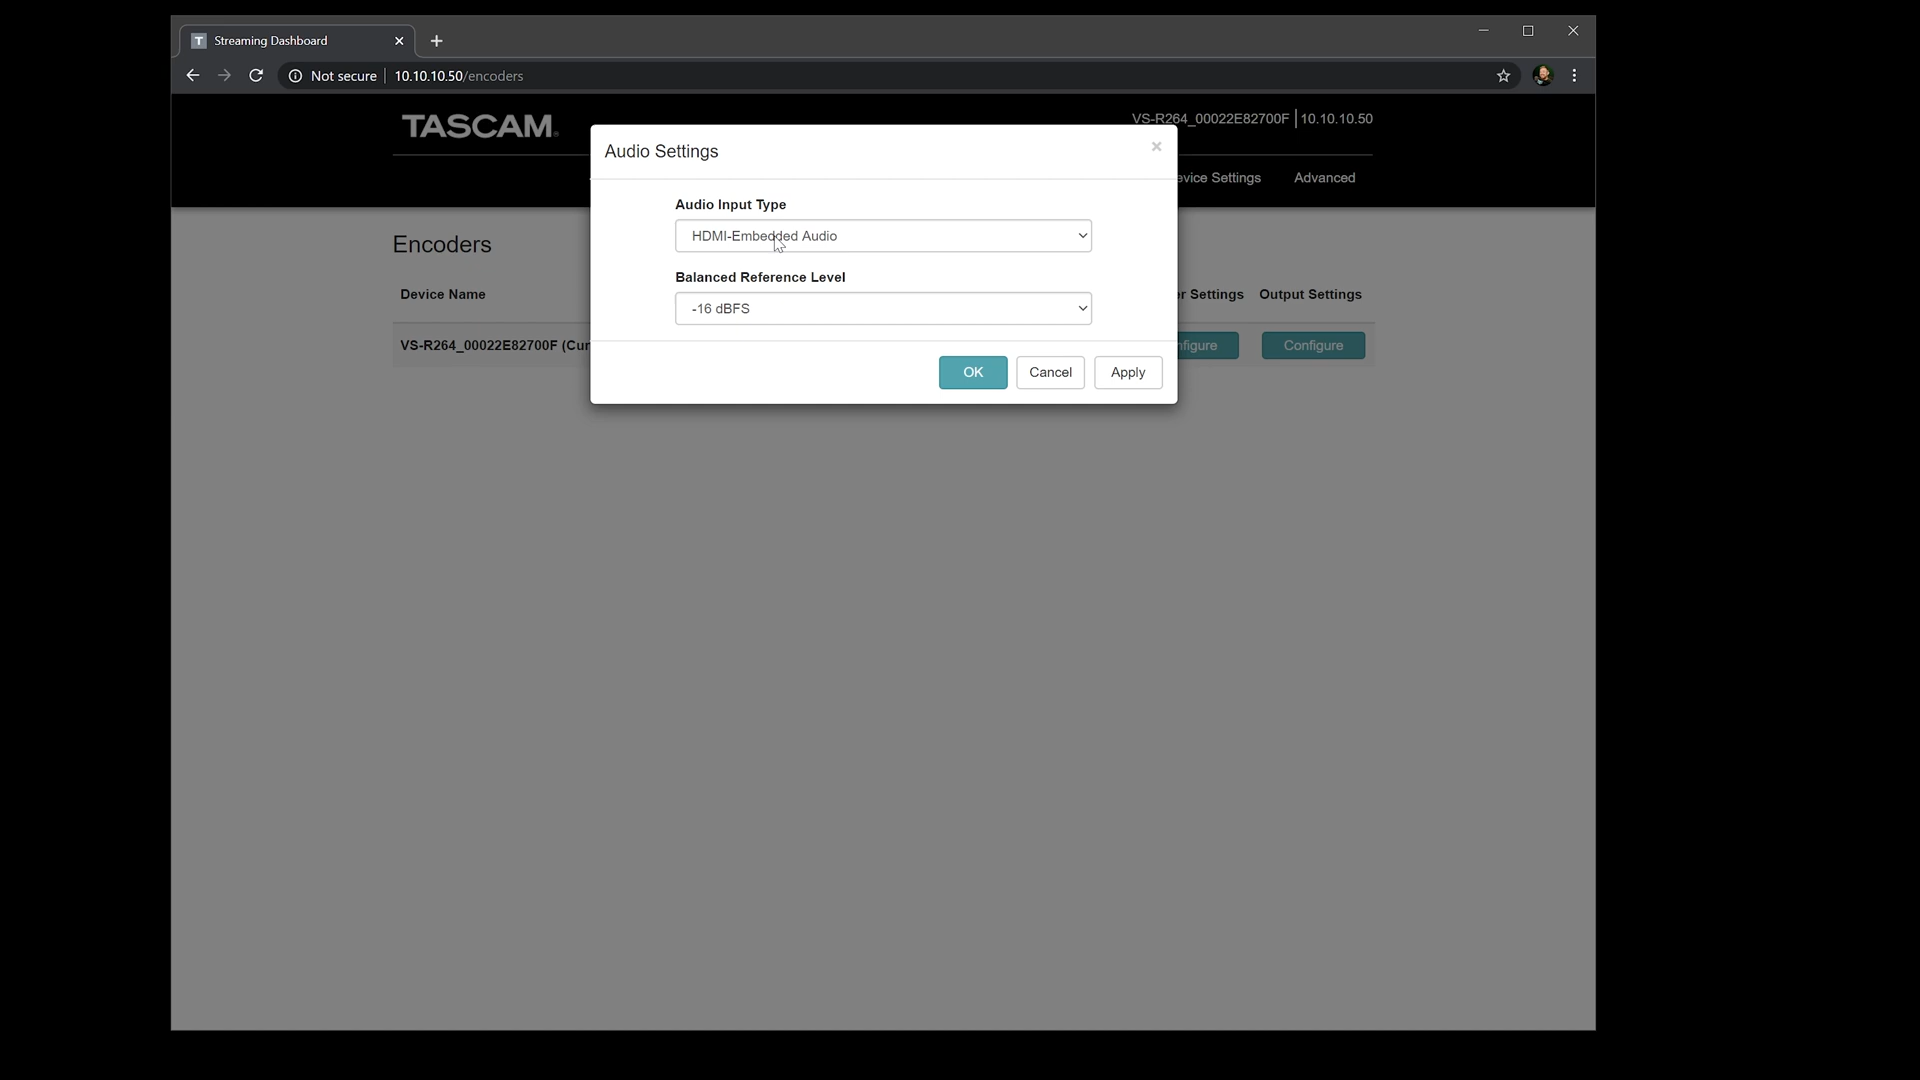 Streaming Dashboard
Not secure 10.10.10.50/encoders
TASCAM
VS-R264_00022E82700F 10.10.10.50
evice Settings Advanced
Audio Settings
Audio Input Type
HDMI-Embedded Audio
Balanced Reference Level
-16 dBFS
OK Cancel Apply
Encoders
Device Name r Settings Output Settings
VS-R264_00022E82700F (Cur nfigure Configure